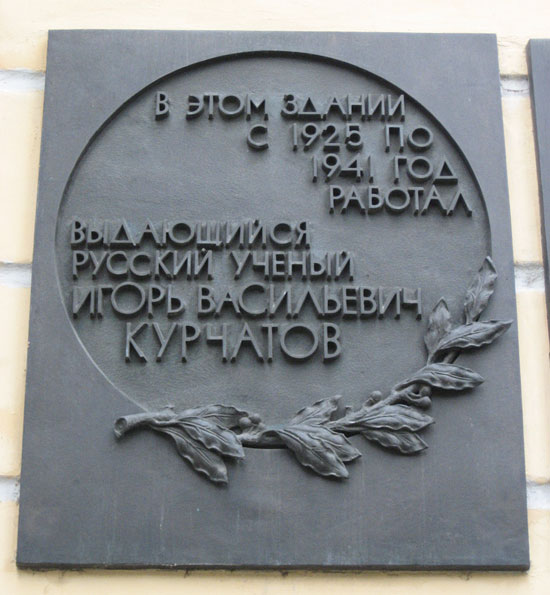 В ЭТОМ ЗДАНИИ
С 1925 ПО
1941 ГОД
РАБОТАЛ
ВЫДАЮЩИЙСЯ
РУССКИЙ УЧЕНЫЙ
ИГОРЬ ВАСИЛЬЕВИЧ
КУРЧАТОВ